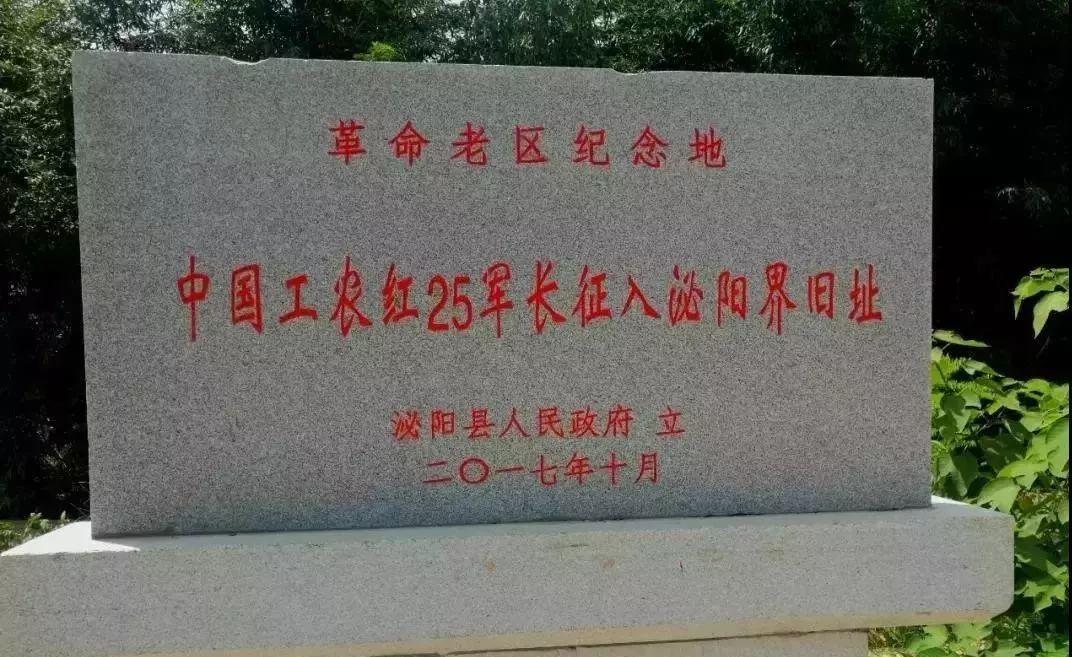 革命老区纪念地
中国工农红25军长征入泌阳界旧址
泌阳县人民政府 立
二〇一七年十月